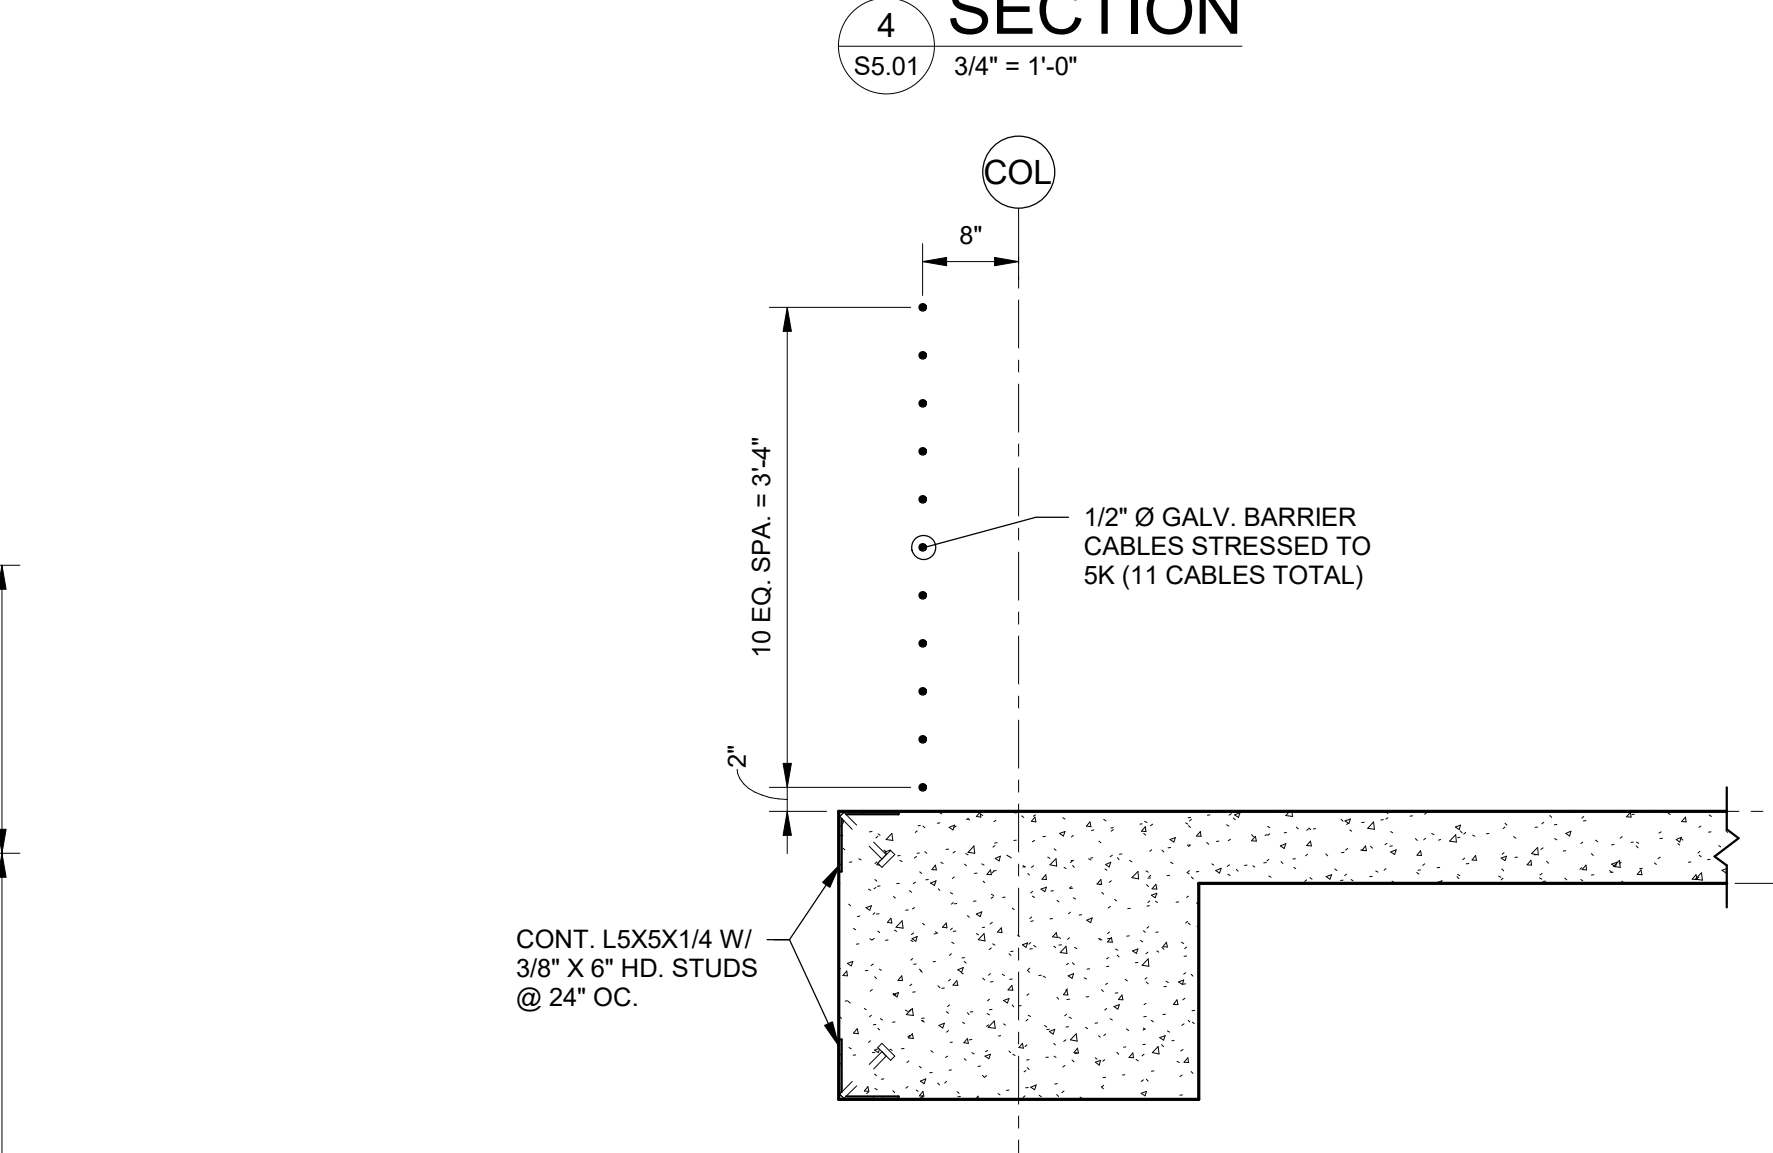 SECTION
4
S5.01
3/4" = 1'-0"
COL
8"
10 EQ. SPA. = 3'-4"
1/2" Ø GALV. BARRIER
CABLES STRESSED TO
5K (11 CABLES TOTAL)
2"
CONT. L5X5X1/4 W/
3/8" X 6" HD. STUDS
@ 24" OC.